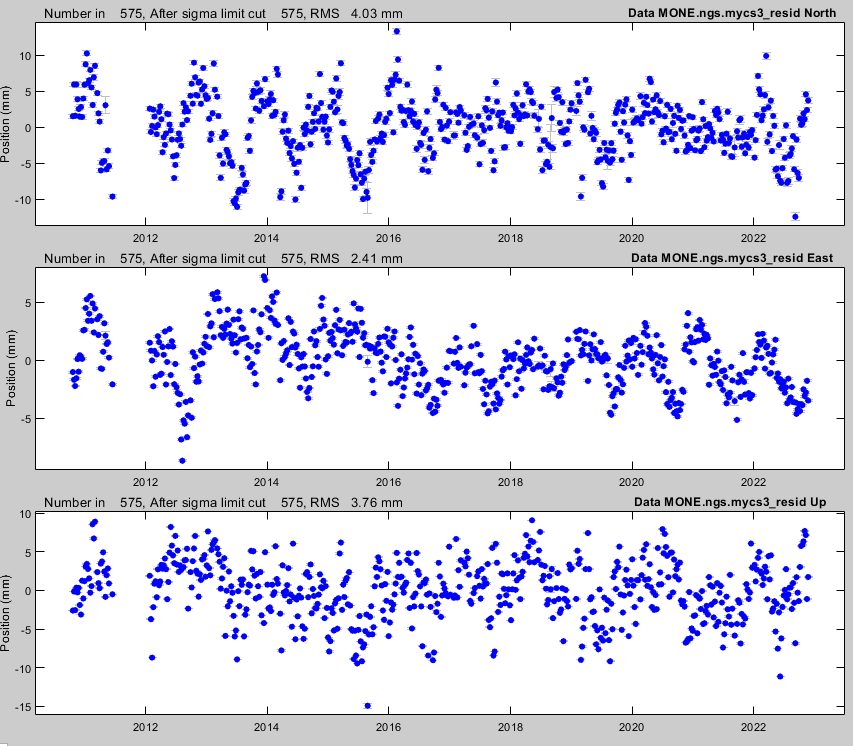 Number in 575, After sigma limit cut 575, RMS 4.03 mm Data MONE.ngs.mycs3_resid North
10
5
0
-5
-10
Position (mm)
2012 2014 2016 2018 2020 2022
Number in 575, After sigma limit cut 575, RMS 2.41 mm Data MONE.ngs.mycs3_resid East
5
0
-5
Position (mm)
2012 2014 2016 2018 2020 2022
Number in 575, After sigma limit cut 575, RMS 3.76 mm Data MONE.ngs.mycs3_resid Up
10
5
0
-5
-10
-15
Position (mm)
2012 2014 2016 2018 2020 2022